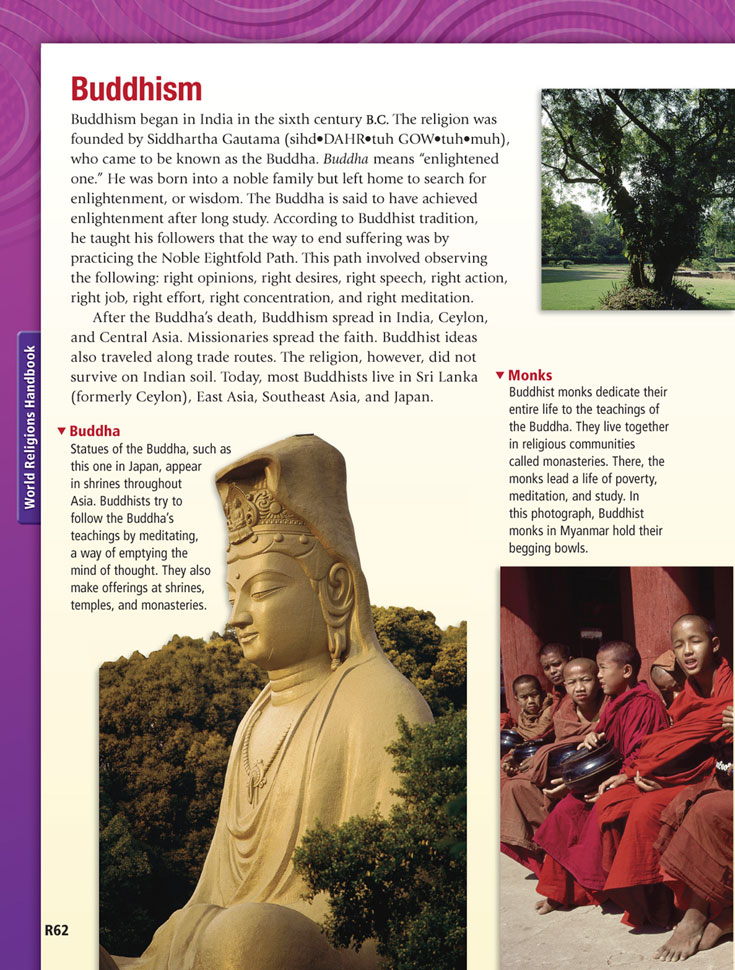 Buddhism
Buddhism began in India in the sixth century B.C. The religion was
founded by Siddhartha Gautama (sihd•DAHR•tuh GOW•tuh•muh),
who came to be known as the Buddha. Buddha means “enlightened
one.” He was born into a noble family but left home to search for
enlightenment, or wisdom. The Buddha is said to have achieved
enlightenment after long study. According to Buddhist tradition,
he taught his followers that the way to end suffering was by
practicing the Noble Eightfold Path. This path involved observing
the following: right opinions, right desires, right speech, right action,
right job, right effort, right concentration, and right meditation.
After the Buddha’s death, Buddhism spread in India, Ceylon,
and Central Asia. Missionaries spread the faith. Buddhist ideas
also traveled along trade routes. The religion, however, did not
survive on Indian soil. Today, most Buddhists live in Sri Lanka
(formerly Ceylon), East Asia, Southeast Asia, and Japan.
World Religions Handbook
▼ Buddha
Statues of the Buddha, such as
this one in Japan, appear
in shrines throughout
Asia. Buddhists try to
follow the Buddha’s
teachings by meditating,
a way of emptying the
mind of thought. They also
make offerings at shrines,
temples, and monasteries.
▼ Monks
Buddhist monks dedicate their
entire life to the teachings of
the Buddha. They live together
in religious communities
called monasteries. There, the
monks lead a life of poverty,
meditation, and study. In
this photograph, Buddhist
monks in Myanmar hold their
begging bowls.
R62